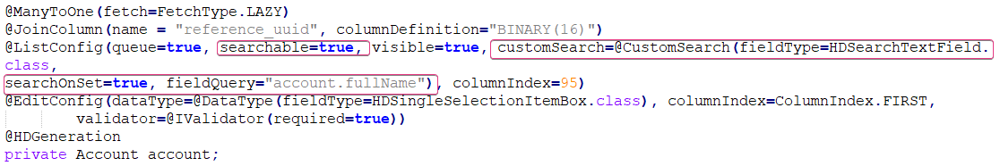 @ManyToOne(fetch=FetchType.LAZY)
@JoinColumn(name = "reference_uuid", columnDefinition="BINARY(16)")
@ListConfig(queue=true, searchable=true, visible=true, customSearch=@CustomSearch(fieldType=HDSearchTextField.
class,
searchOnSet=true, fieldQuery="account.fullName"), columnIndex=95)
@EditConfig(dataType=@DataType(fieldType=HDSingleSelectionItemBox.class), columnIndex=ColumnIndex.FIRST,
validator=@IValidator(required=true))
@HDGeneration
private Account account;